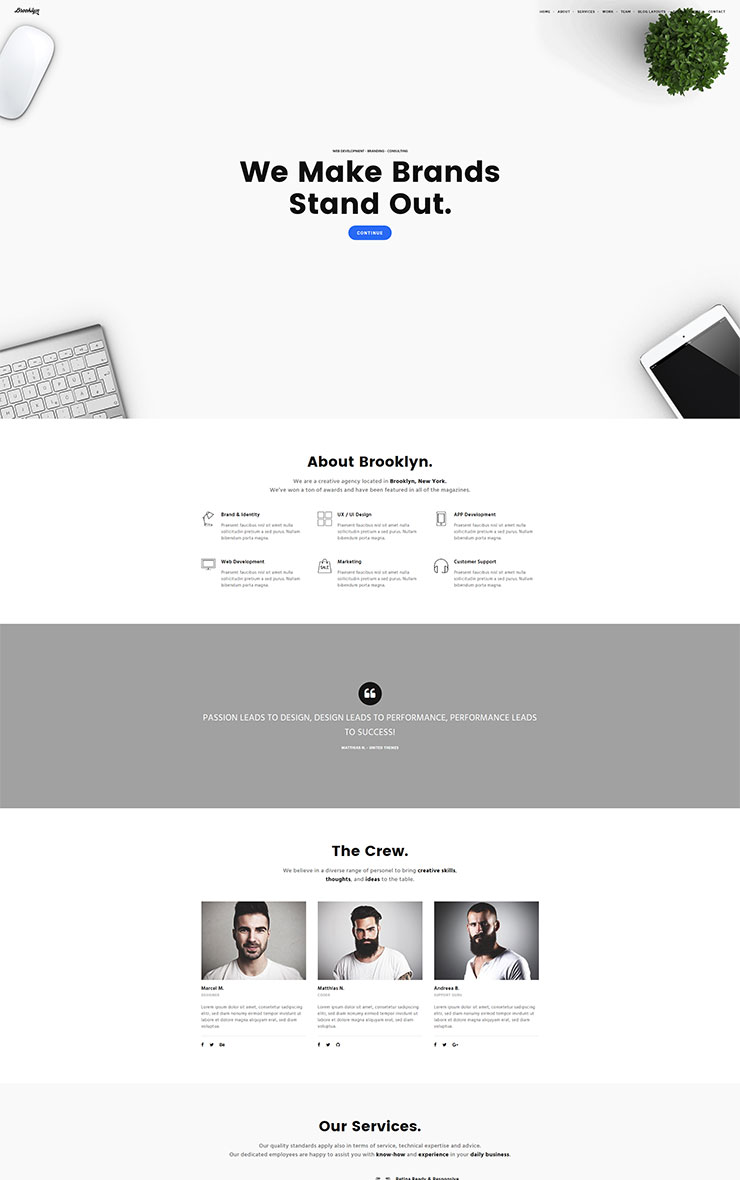 Brooklyn
HOME ABOUT SERVICES WORK TEAM BLOG LAYOUTS CONTACT
WEB DEVELOPMENT - BRANDING - CONSULTING
We Make Brands
Stand Out.
CONTINUE
About Brooklyn.
We are a creative agency located in Brooklyn, New York.
We've won a ton of awards and have been featured in all of the magazines.
Brand & Identity
Praesent faucibus nisl sit amet nulla
sollicitudin pretium a sed purus. Nullam
bibendum porta magna.
UX / UI Design
Praesent faucibus nisl sit amet nulla
sollicitudin pretium a sed purus. Nullam
bibendum porta magna.
APP Development
Praesent faucibus nisl sit amet nulla
sollicitudin pretium a sed purus. Nullam
bibendum porta magna.
Web Development
Praesent faucibus nisl sit amet nulla
sollicitudin pretium a sed purus. Nullam
bibendum porta magna.
SALE
Marketing
Praesent faucibus nisl sit amet nulla
sollicitudin pretium a sed purus. Nullam
bibendum porta magna.
Customer Support
Praesent faucibus nisl sit amet nulla
sollicitudin pretium a sed purus. Nullam
bibendum porta magna.
PASSION LEADS TO DESIGN, DESIGN LEADS TO PERFORMANCE, PERFORMANCE LEADS
TO SUCCESS!
MATTHIAS N. - UNITED THEMES
The Crew.
We believe in a diverse range of personel to bring creative skills,
thoughts, and ideas to the table.
Marcel M.
DESIGNER
Lorem ipsum dolor sit amet, consetetur sadipscing
elitr, sed diam nonumy eirmod tempor invidunt ut
labore et dolore magna aliquyam erat, sed diam
voluptua.
Matthias N.
CODER
Lorem ipsum dolor sit amet, consetetur sadipscing
elitr, sed diam nonumy eirmod tempor invidunt ut
labore et dolore magna aliquyam erat, sed diam
voluptua.
Andreea B.
SUPPORT GURU
Lorem ipsum dolor sit amet, consetetur sadipscing
elitr, sed diam nonumy eirmod tempor invidunt ut
labore et dolore magna aliquyam erat, sed diam
voluptua.
Our Services.
Our quality standards apply also in terms of service, technical expertise and advice.
Our dedicated employees are happy to assist you with know-how and experience in your daily business.
Retina Ready & Responsive